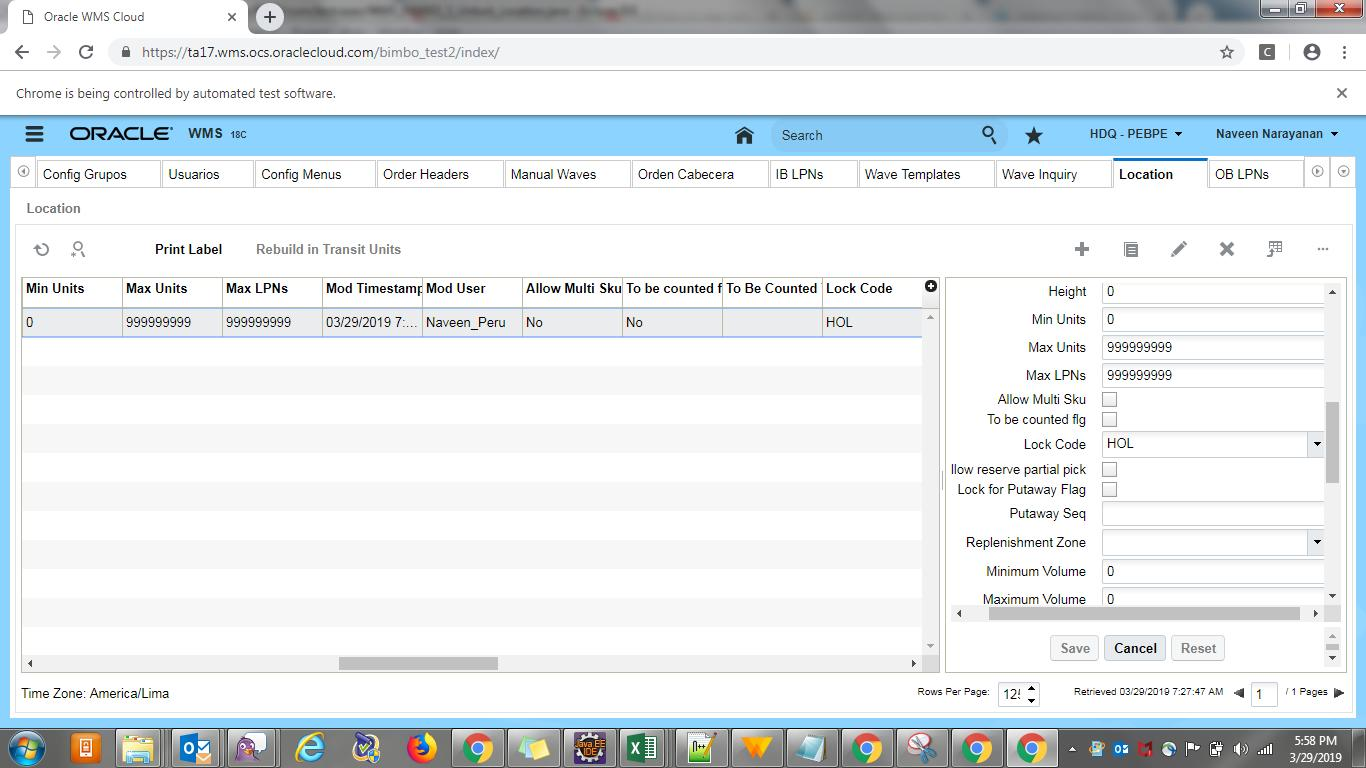 Oracle WMS Cloud
https://ta17.wms.ocs.oraclecloud.com/bimbo_test2/index/
Chrome is being controlled by automated test software.
ORACLE WMS 18C
Search
HDQ - PEBPE
Naveen Narayanan
Config Grupos
Usuarios
Config Menus
Order Headers
Manual Waves
Orden Cabecera
IB LPNs
Wave Templates
Wave Inquiry
Location
OB LPNs
Location
Print Label
Rebuild in Transit Units
Min Units
Max Units
Max LPNs
Mod Timestamp
Mod User
Allow Multi Sku
To be counted f
To Be Counted
Lock Code
0
999999999
999999999
03/29/2019 7:...
Naveen_Peru
No
No
HOL
Height 0
Min Units 0
Max Units 999999999
Max LPNs 999999999
Allow Multi Sku
To be counted flg
Lock Code HOL
llow reserve partial pick
Lock for Putaway Flag
Putaway Seq
Replenishment Zone
Minimum Volume 0
Maximum Volume 0
Save
Cancel
Reset
Time Zone: America/Lima
Rows Per Page:
Retrieved 03/29/2019 7:27:47 AM
1
/ 1 Pages
5:58 PM
3/29/2019